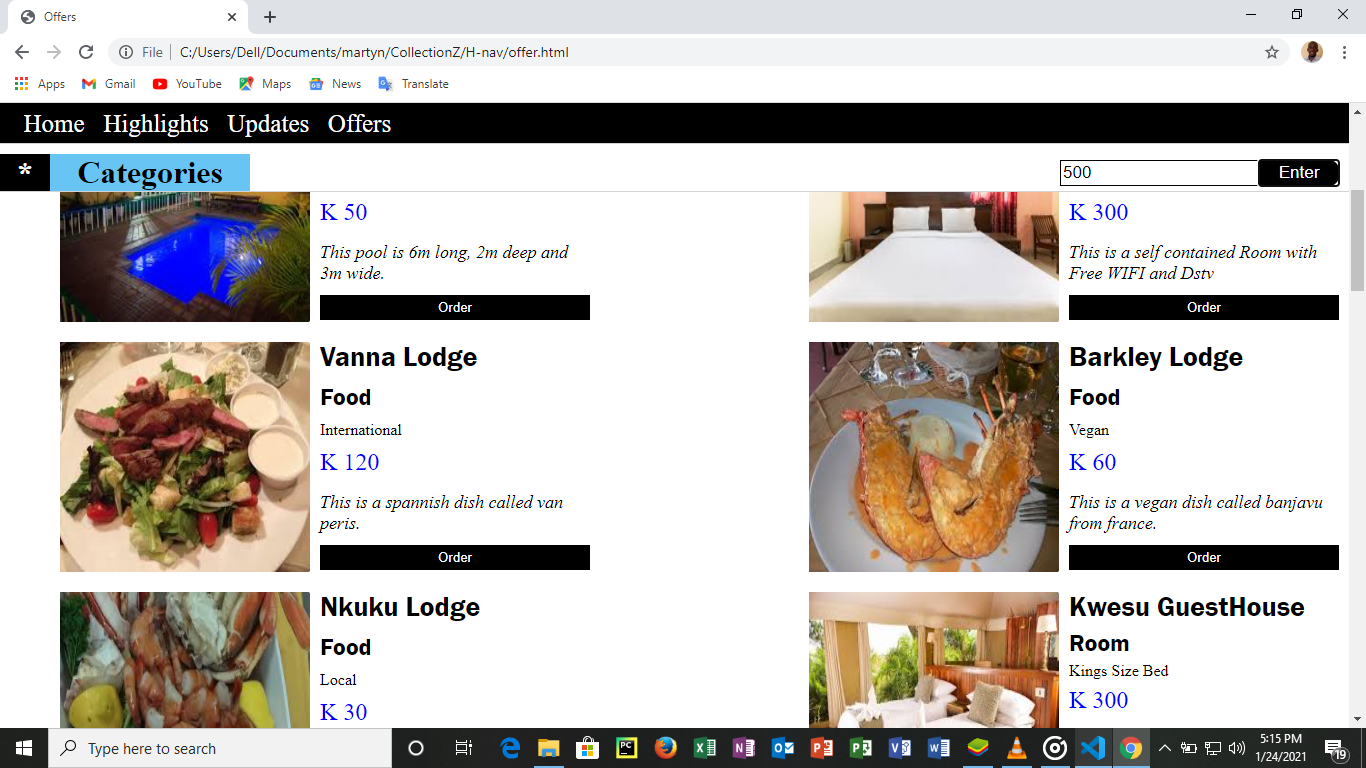 Offers
File
C:/Users/Dell/Documents/martyn/CollectionZ/H-nav/offer.html
Apps
Gmail
YouTube
Maps
News
Translate
Home Highlights Updates Offers
* Categories
500
Enter
K 50
This pool is 6m long, 2m deep and
3m wide.
Order
K 300
This is a self contained Room with
Free WIFI and Dstv
Order
Vanna Lodge
Food
International
K 120
This is a spannish dish called van
peris.
Order
Barkley Lodge
Food
Vegan
K 60
This is a vegan dish called banjavu
from france.
Order
Nkuku Lodge
Food
Local
K 30
Kwesu GuestHouse
Room
Kings Size Bed
K 300
Type here to search
5:15 PM
1/24/2021
19